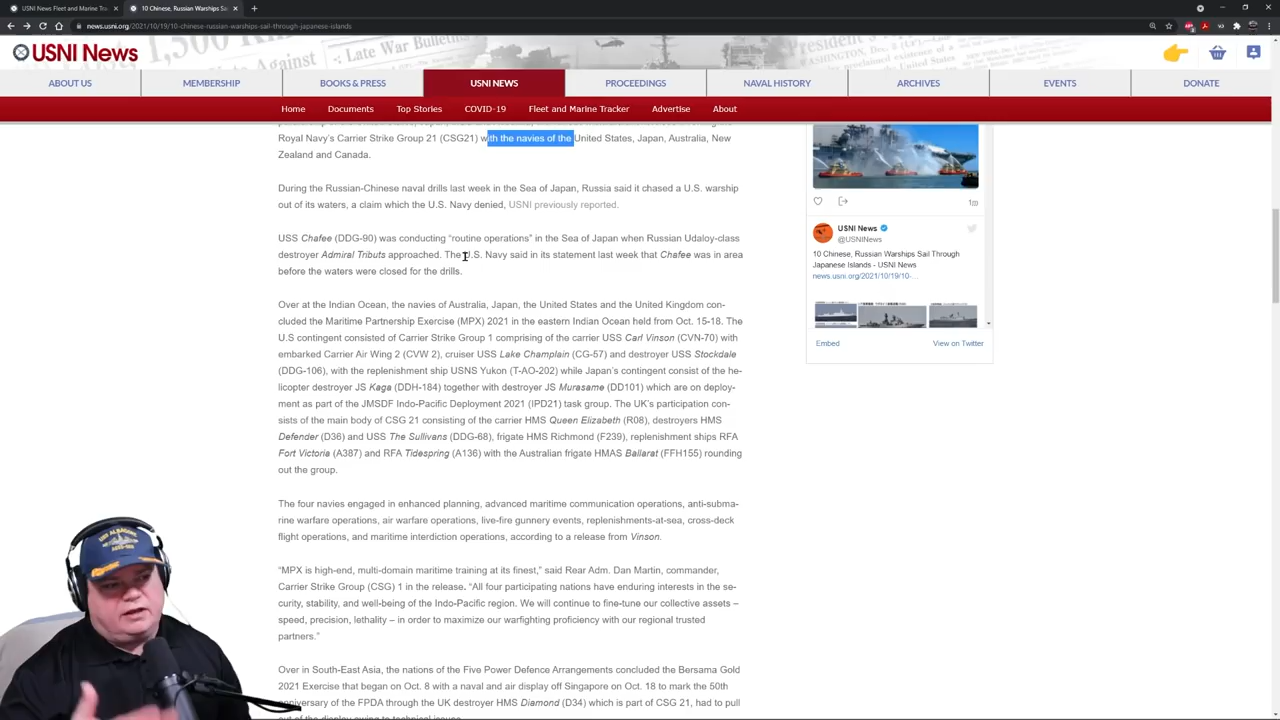 USNI News Fleet and Marine Tr
10 Chinese, Russian Warships Sail
news.usni.org/2021/10/19/10-chinese-russian-warships-sail-through-japanese-islands
USNI News
ABOUT US
MEMBERSHIP
BOOKS & PRESS
USNI NEWS
PROCEEDINGS
NAVAL HISTORY
ARCHIVES
EVENTS
DONATE
Home
Documents
Top Stories
COVID-19
Fleet and Marine Tracker
Advertise
About
Royal Navy's Carrier Strike Group 21 (CSG21) with the navies of the United States, Japan, Australia, New
Zealand and Canada.
During the Russian-Chinese naval drills last week in the Sea of Japan, Russia said it chased a U.S. warship
out of its waters, a claim which the U.S. Navy denied, USNI previously reported.
USS Chafee (DDG-90) was conducting “routine operations” in the Sea of Japan when Russian Udaloy-class
destroyer Admiral Tributs approached. The U.S. Navy said in its statement last week that Chafee was in area
before the waters were closed for the drills.
Over at the Indian Ocean, the navies of Australia, Japan, the United States and the United Kingdom con-
cluded the Maritime Partnership Exercise (MPX) 2021 in the eastern Indian Ocean held from Oct. 15-18. The
U.S contingent consisted of Carrier Strike Group 1 comprising of the carrier USS Carl Vinson (CVN-70) with
embarked Carrier Air Wing 2 (CVW 2), cruiser USS Lake Champlain (CG-57) and destroyer USS Stockdale
(DDG-106), with the replenishment ship USNS Yukon (T-AO-202) while Japan's contingent consist of the he-
licopter destroyer JS Kaga (DDH-184) together with destroyer JS Murasame (DD101) which are on deploy-
ment as part of the JMSDF Indo-Pacific Deployment 2021 (IPD21) task group. The UK's participation con-
sists of the main body of CSG 21 consisting of the carrier HMS Queen Elizabeth (R08), destroyers HMS
Defender (D36) and USS The Sullivans (DDG-68), frigate HMS Richmond (F239), replenishment ships RFA
Fort Victoria (A387) and RFA Tidespring (A136) with the Australian frigate HMAS Ballarat (FFH155) rounding
out the group.
The four navies engaged in enhanced planning, advanced maritime communication operations, anti-subma-
rine warfare operations, air warfare operations, live-fire gunnery events, replenishments-at-sea, cross-deck
flight operations, and maritime interdiction operations, according to a release from Vinson.
“MPX is high-end, multi-domain maritime training at its finest,” said Rear Adm. Dan Martin, commander,
Carrier Strike Group (CSG) 1 in the release. “All four participating nations have enduring interests in the se-
curity, stability, and well-being of the Indo-Pacific region. We will continue to fine-tune our collective assets –
speed, precision, lethality – in order to maximize our warfighting proficiency with our regional trusted
partners.”
Over in South-East Asia, the nations of the Five Power Defence Arrangements concluded the Bersama Gold
2021 Exercise that began on Oct. 8 with a naval and air display off Singapore on Oct. 18 to mark the 50th
anniversary of the FPDA through the UK destroyer HMS Diamond (D34) which is part of CSG 21, had to pull
out of the display owing to technical issues.
1m
USNI News
@USNINews
10 Chinese, Russian Warships Sail Through
Japanese Islands - USNI News
news.usni.org/2021/10/19/10-…
Embed
View on Twitter